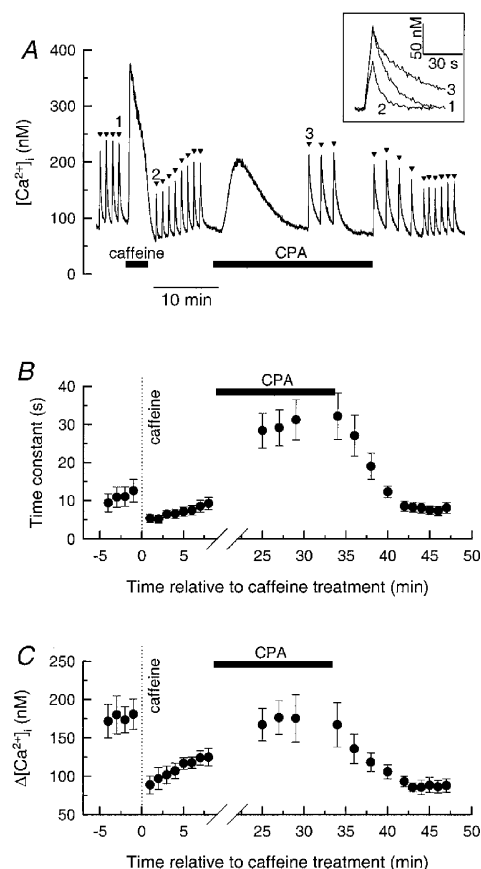 A
[Ca2+]i (nM)
400
300
200
100
0
1
2
3
caffeine
CPA
10 min
50 nM
30 s
3
1
2
B
Time constant (s)
40
30
20
10
0
caffeine
CPA
-5 0 5 25 30 35 40 45 50
Time relative to caffeine treatment (min)
C
Δ[Ca2+]i (nM)
250
200
150
100
50
caffeine
CPA
-5 0 5 25 30 35 40 45 50
Time relative to caffeine treatment (min)